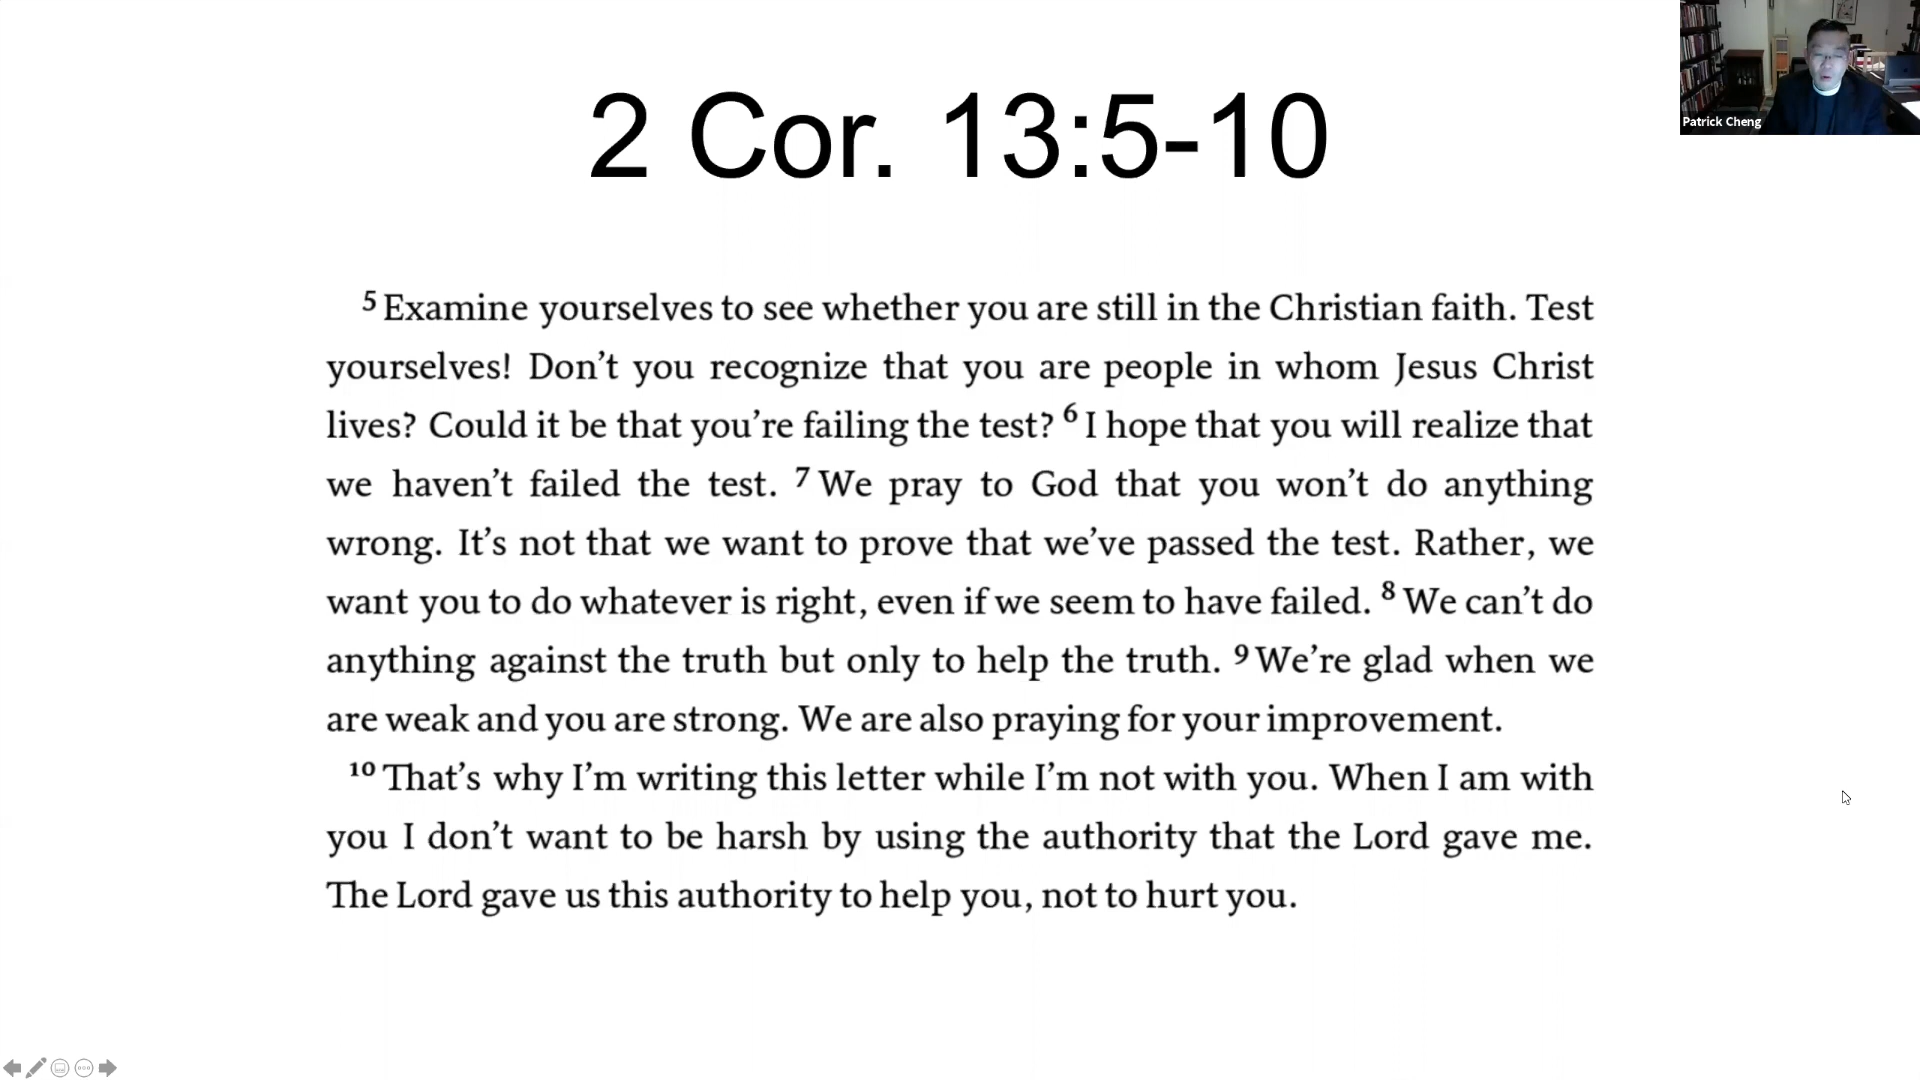 2 Cor. 13:5-10
Patrick Cheng
5 Examine yourselves to see whether you are still in the Christian faith. Test
yourselves! Don’t you recognize that you are people in whom Jesus Christ
lives? Could it be that you’re failing the test? 6 I hope that you will realize that
we haven’t failed the test. 7 We pray to God that you won’t do anything
wrong. It’s not that we want to prove that we’ve passed the test. Rather, we
want you to do whatever is right, even if we seem to have failed. 8 We can’t do
anything against the truth but only to help the truth. 9 We’re glad when we
are weak and you are strong. We are also praying for your improvement.
10 That’s why I’m writing this letter while I’m not with you. When I am with
you I don’t want to be harsh by using the authority that the Lord gave me.
The Lord gave us this authority to help you, not to hurt you.